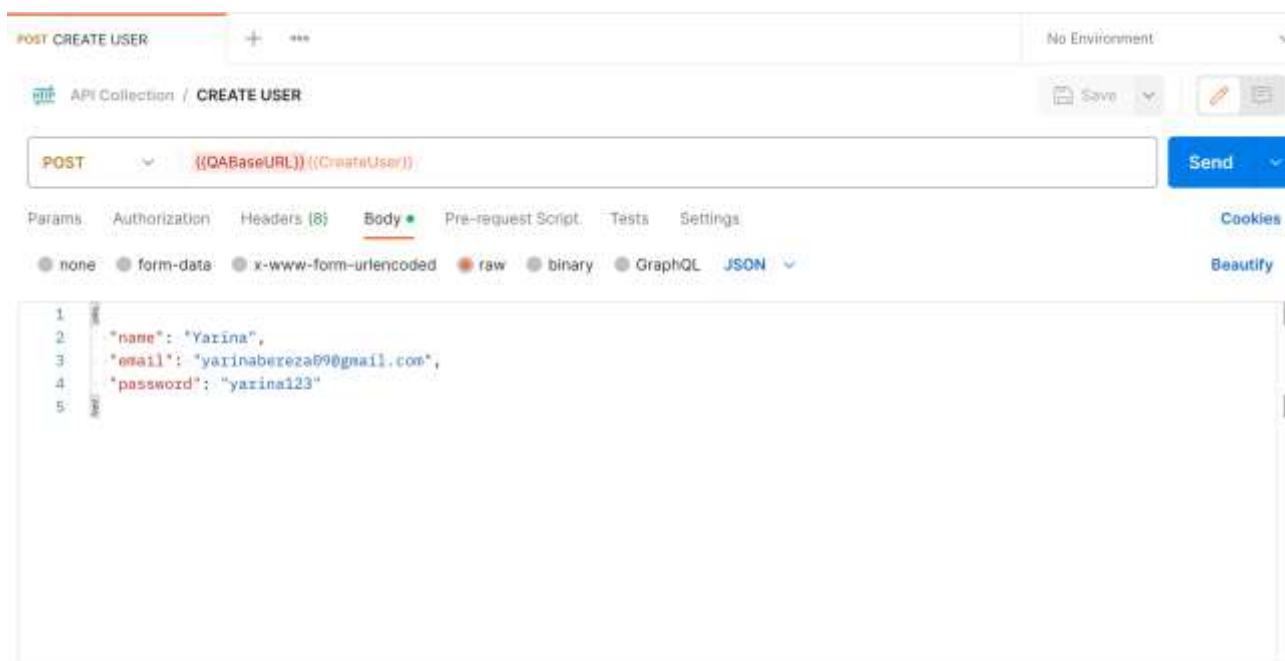 POST CREATE USER + ••• No Environment
HTTP API Collection / CREATE USER Save
POST {{QABaseURL}}{{CreateUser}} Send
Params Authorization Headers (8) Body Pre-request Script Tests Settings Cookies
none form-data x-www-form-urlencoded raw binary GraphQL JSON Beautify
1 {
2 "name": "Yarina",
3 "email": "yarinabereza09@gmail.com",
4 "password": "yarina123"
5 }